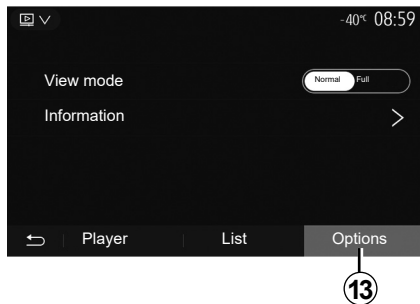 -40°C 08:59
View mode Normal Full
Information
Player List Options
13